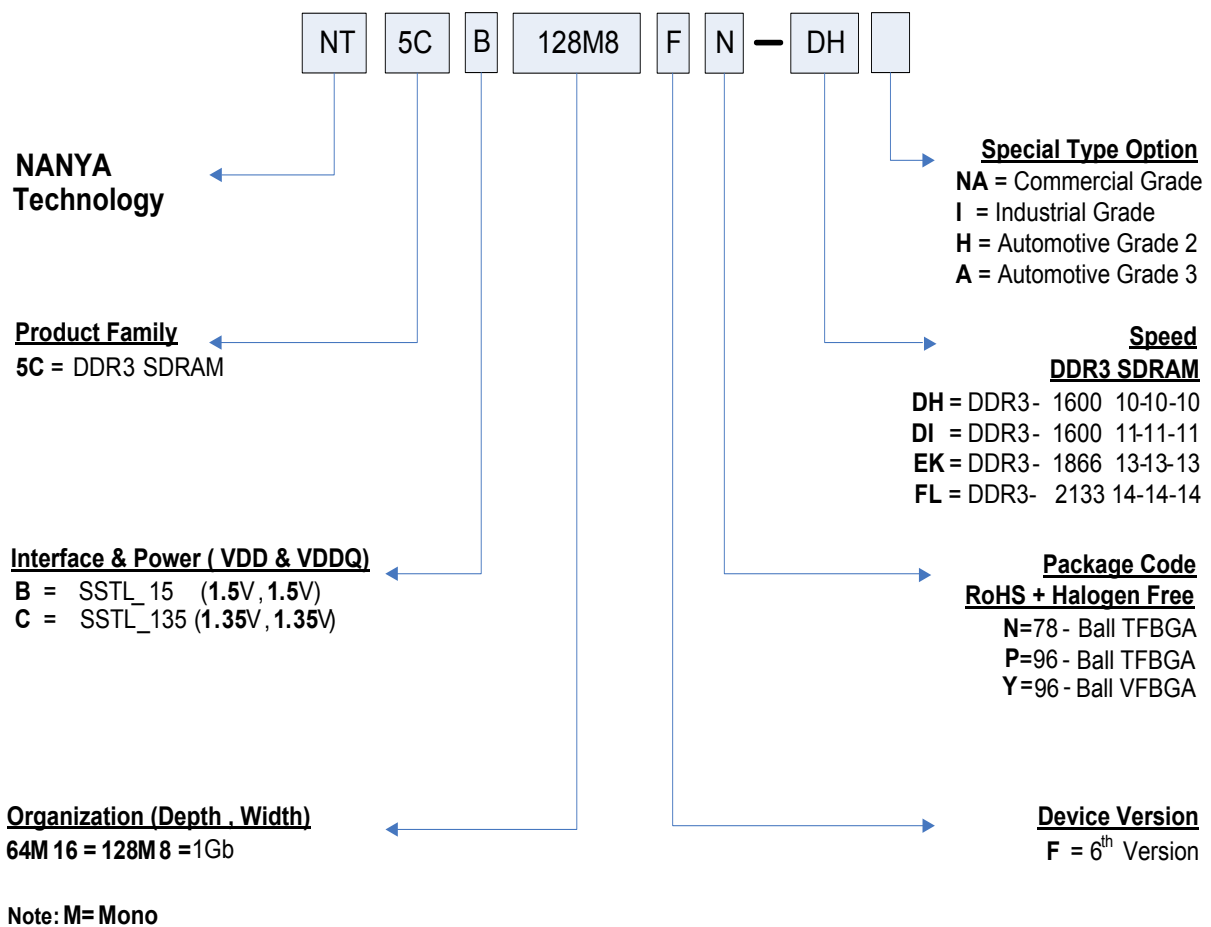 NT 5C B 128M8 F N – DH
NANYA
Technology
Product Family
5C = DDR3 SDRAM
Interface & Power ( VDD & VDDQ)
B = SSTL_15 (1.5V, 1.5V)
C = SSTL_135 (1.35V, 1.35V)
Organization (Depth , Width)
64M 16 = 128M 8 =1Gb
Note: M= Mono
Special Type Option
NA = Commercial Grade
I = Industrial Grade
H = Automotive Grade 2
A = Automotive Grade 3
Speed
DDR3 SDRAM
DH = DDR3- 1600 10-10-10
DI = DDR3- 1600 11-11-11
EK = DDR3- 1866 13-13-13
FL = DDR3- 2133 14-14-14
Package Code
RoHS + Halogen Free
N=78 - Ball TFBGA
P=96 - Ball TFBGA
Y=96 - Ball VFBGA
Device Version
F = 6th Version